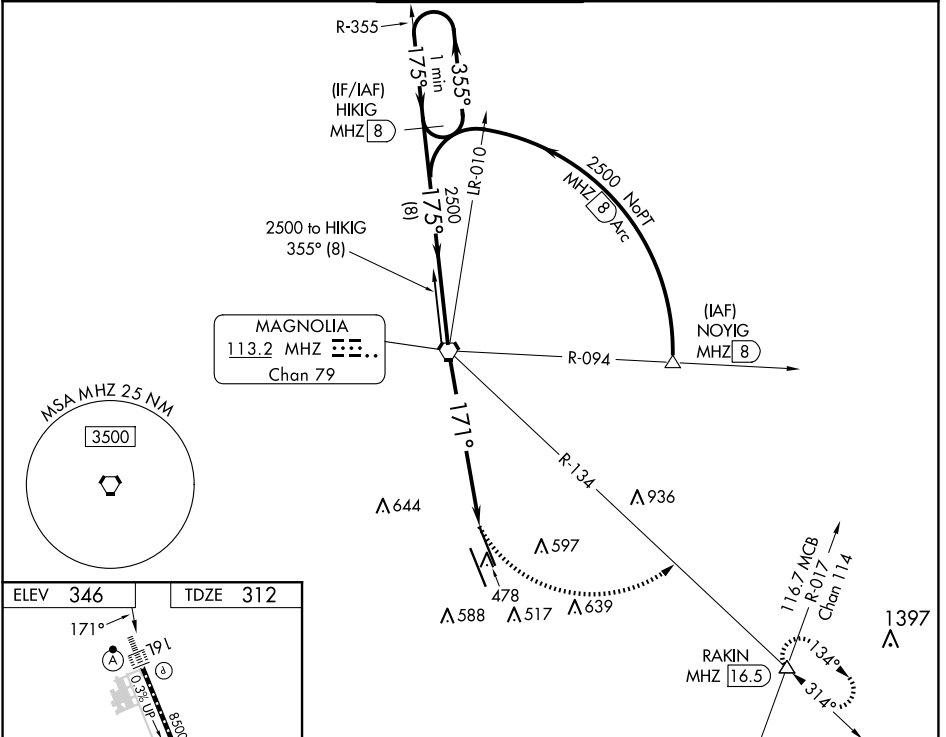 R-355
175°
1 min
355°
(IF/IAF)
HIKIG
MHZ 8
LR-010
2500 NoPT
MHZ 8 Arc
2500
175°
(8)
2500 to HIKIG
355° (8)
MAGNOLIA
113.2 MHZ
Chan 79
(IAF)
NOYIG
MHZ 8
R-094
MSA MHZ 25 NM
3500
171°
R-134
644
936
597
478
588
517
639
116.7 MCB
R-017
Chan 114
1397
RAKIN
MHZ 16.5
134°
314°
ELEV 346
TDZE 312
171°
16L
A
P
0.3% UP
8500